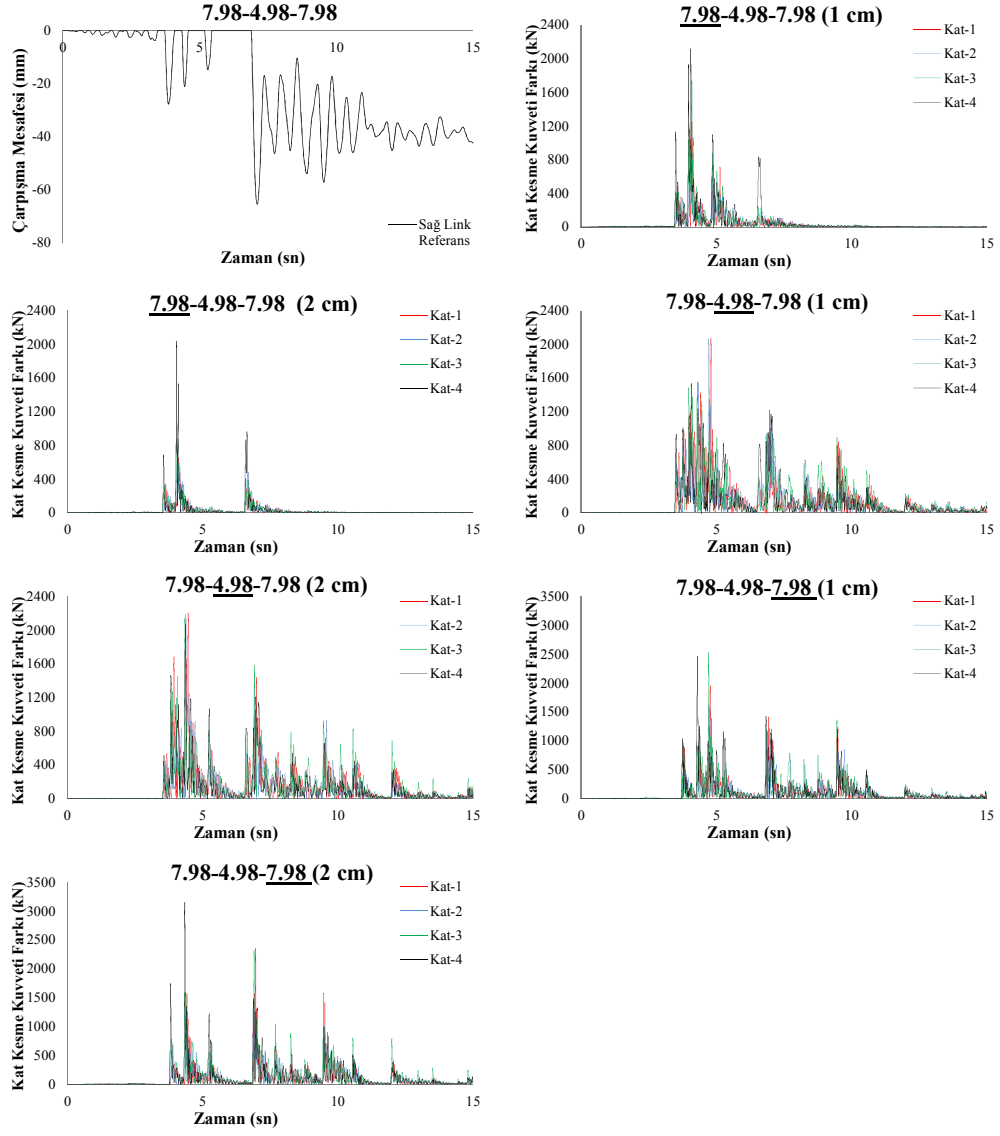 7.98-4.98-7.98
Çarpışma Mesafesi (mm)
0
-20
-40
-60
-80
0
5
10
15
Sağ Link
Referans
Zaman (sn)
7.98-4.98-7.98 (1 cm)
Kat Kesme Kuvveti Farkı (kN)
2400
2000
1600
1200
800
400
0
0
5
10
15
Kat-1
Kat-2
Kat-3
Kat-4
Zaman (sn)
7.98-4.98-7.98 (2 cm)
Kat Kesme Kuvveti Farkı (kN)
2400
2000
1600
1200
800
400
0
0
5
10
15
Kat-1
Kat-2
Kat-3
Kat-4
Zaman (sn)
7.98-4.98-7.98 (1 cm)
Kat Kesme Kuvveti Farkı (kN)
2400
2000
1600
1200
800
400
0
0
5
10
15
Kat-1
Kat-2
Kat-3
Kat-4
Zaman (sn)
7.98-4.98-7.98 (2 cm)
Kat Kesme Kuvveti Farkı (kN)
2400
2000
1600
1200
800
400
0
0
5
10
15
Kat-1
Kat-2
Kat-3
Kat-4
Zaman (sn)
7.98-4.98-7.98 (1 cm)
Kat Kesme Kuvveti Farkı (kN)
3500
3000
2500
2000
1500
1000
500
0
0
5
10
15
Kat-1
Kat-2
Kat-3
Kat-4
Zaman (sn)
7.98-4.98-7.98 (2 cm)
Kat Kesme Kuvveti Farkı (kN)
3500
3000
2500
2000
1500
1000
500
0
0
5
10
15
Kat-1
Kat-2
Kat-3
Kat-4
Zaman (sn)